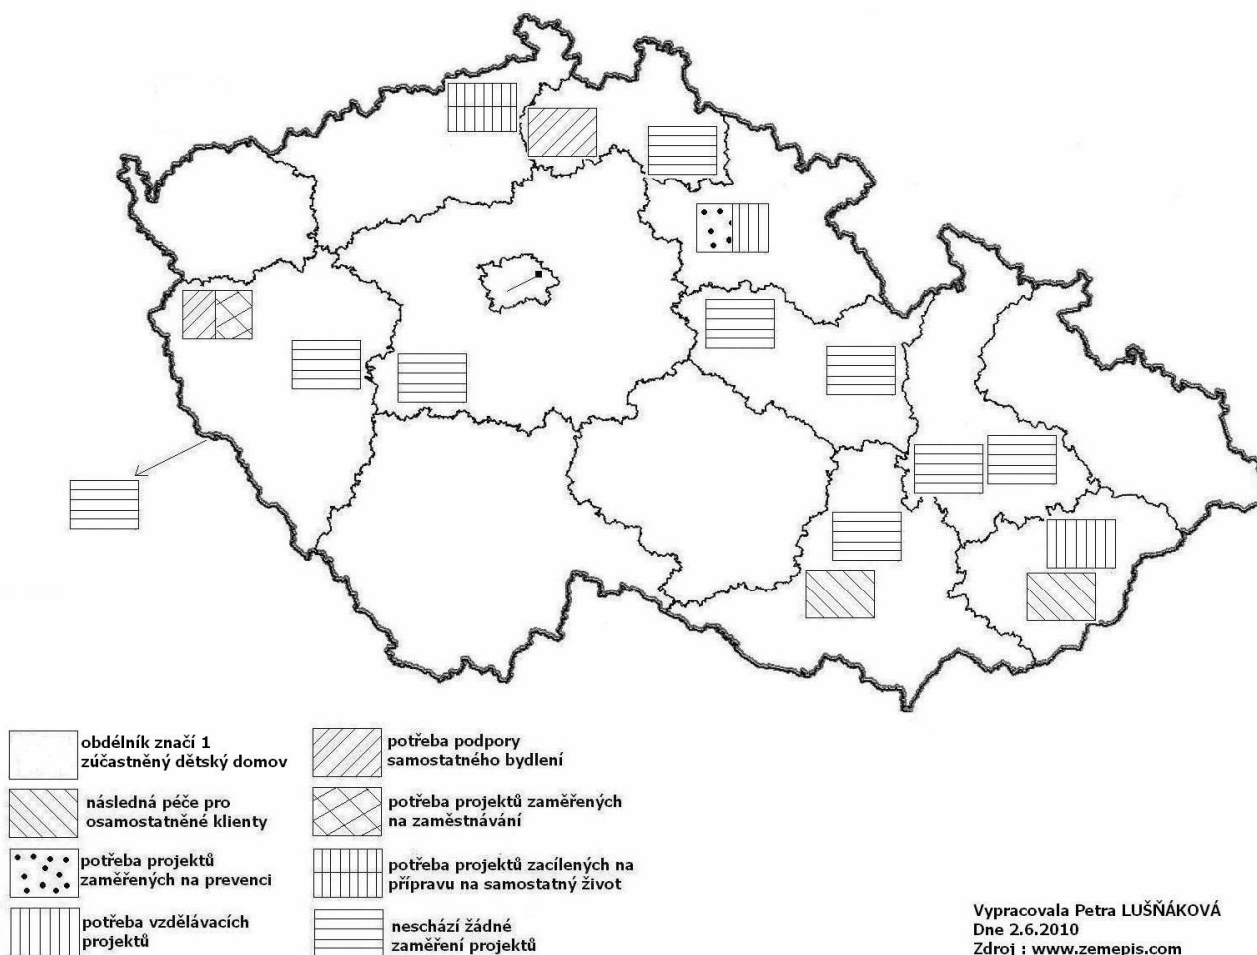 obdélník značí 1
zúčastněný dětský domov
následná péče pro
osamostatněné klienty
potřeba projektů
zaměřených na prevenci
potřeba vzdělávacích
projektů
potřeba podpory
samostatného bydlení
potřeba projektů zaměřených
na zaměstnávání
potřeba projektů zacílených na
přípravu na samostatný život
neschází žádné
zaměření projektů
Vypracovala Petra LUŠŇÁKOVÁ
Dne 2.6.2010
Zdroj : www.zemepis.com